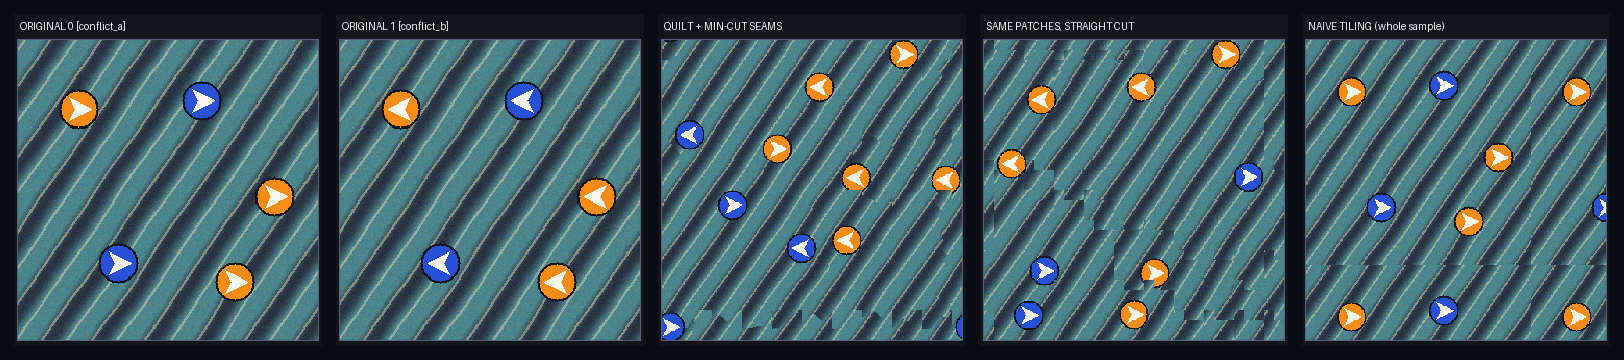 ORIGINAL 0 [conflict_a]
ORIGINAL 1 [conflict_b]
QUILT + MIN-CUT SEAMS
SAME PATCHES, STRAIGHT CUT
NAIVE TILING (whole sample)